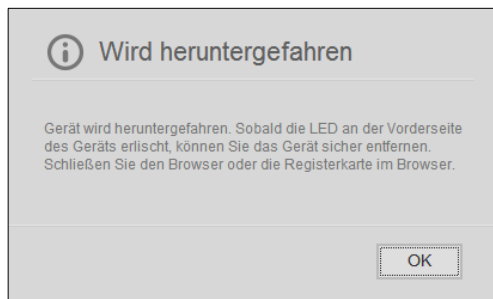 Wird heruntergefahren
Gerät wird heruntergefahren. Sobald die LED an der Vorderseite
des Geräts erlischt, können Sie das Gerät sicher entfernen.
Schließen Sie den Browser oder die Registerkarte im Browser.
OK